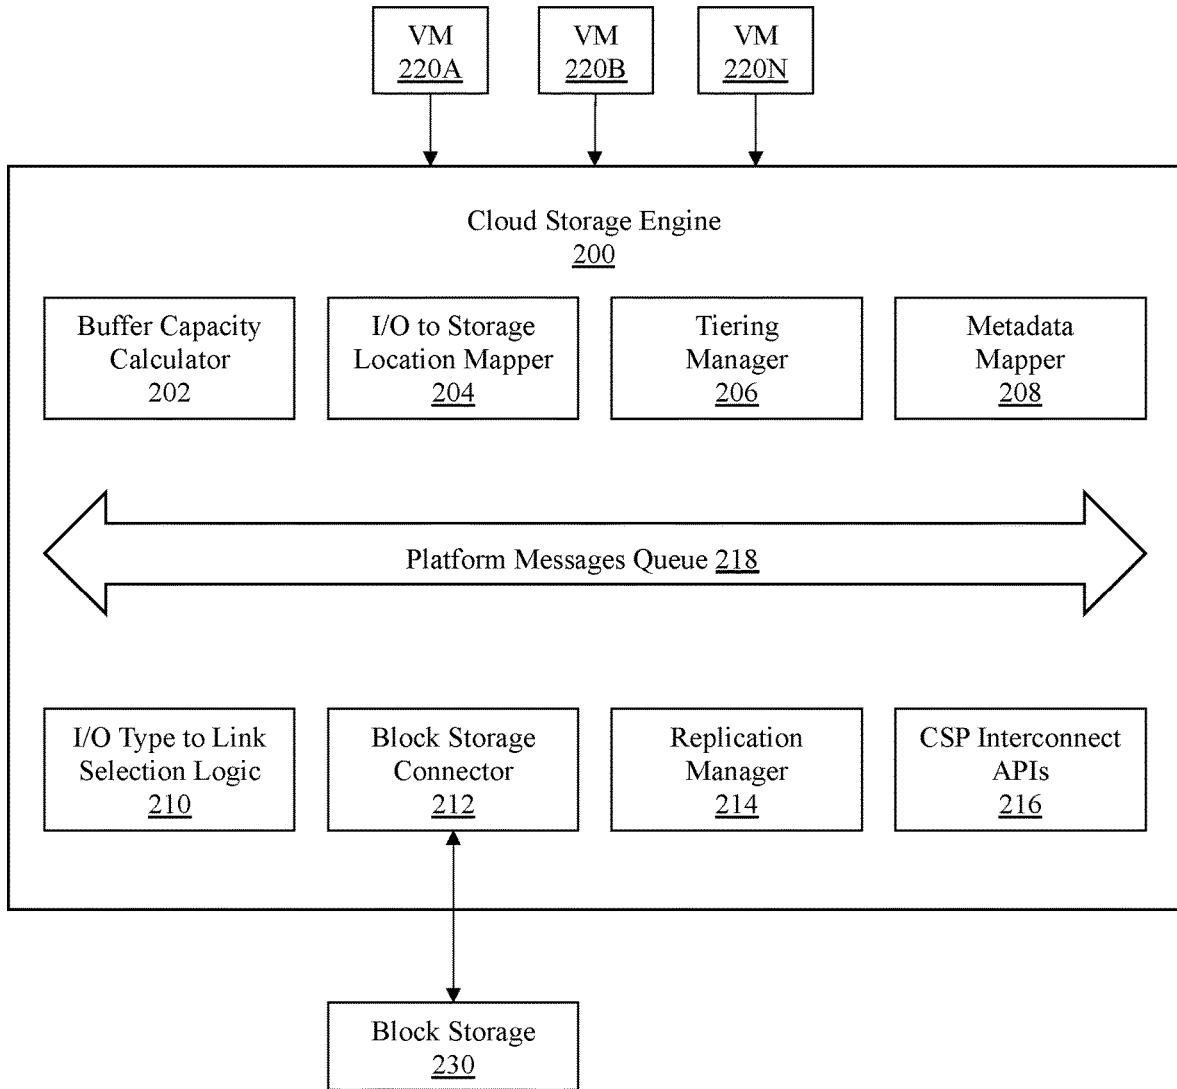 VM
220A
VM
220B
VM
220N
Cloud Storage Engine
200
Buffer Capacity
Calculator
202
I/O to Storage
Location Mapper
204
Tiering
Manager
206
Metadata
Mapper
208
Platform Messages Queue 218
I/O Type to Link
Selection Logic
210
Block Storage
Connector
212
Replication
Manager
214
CSP Interconnect
APIs
216
Block Storage
230